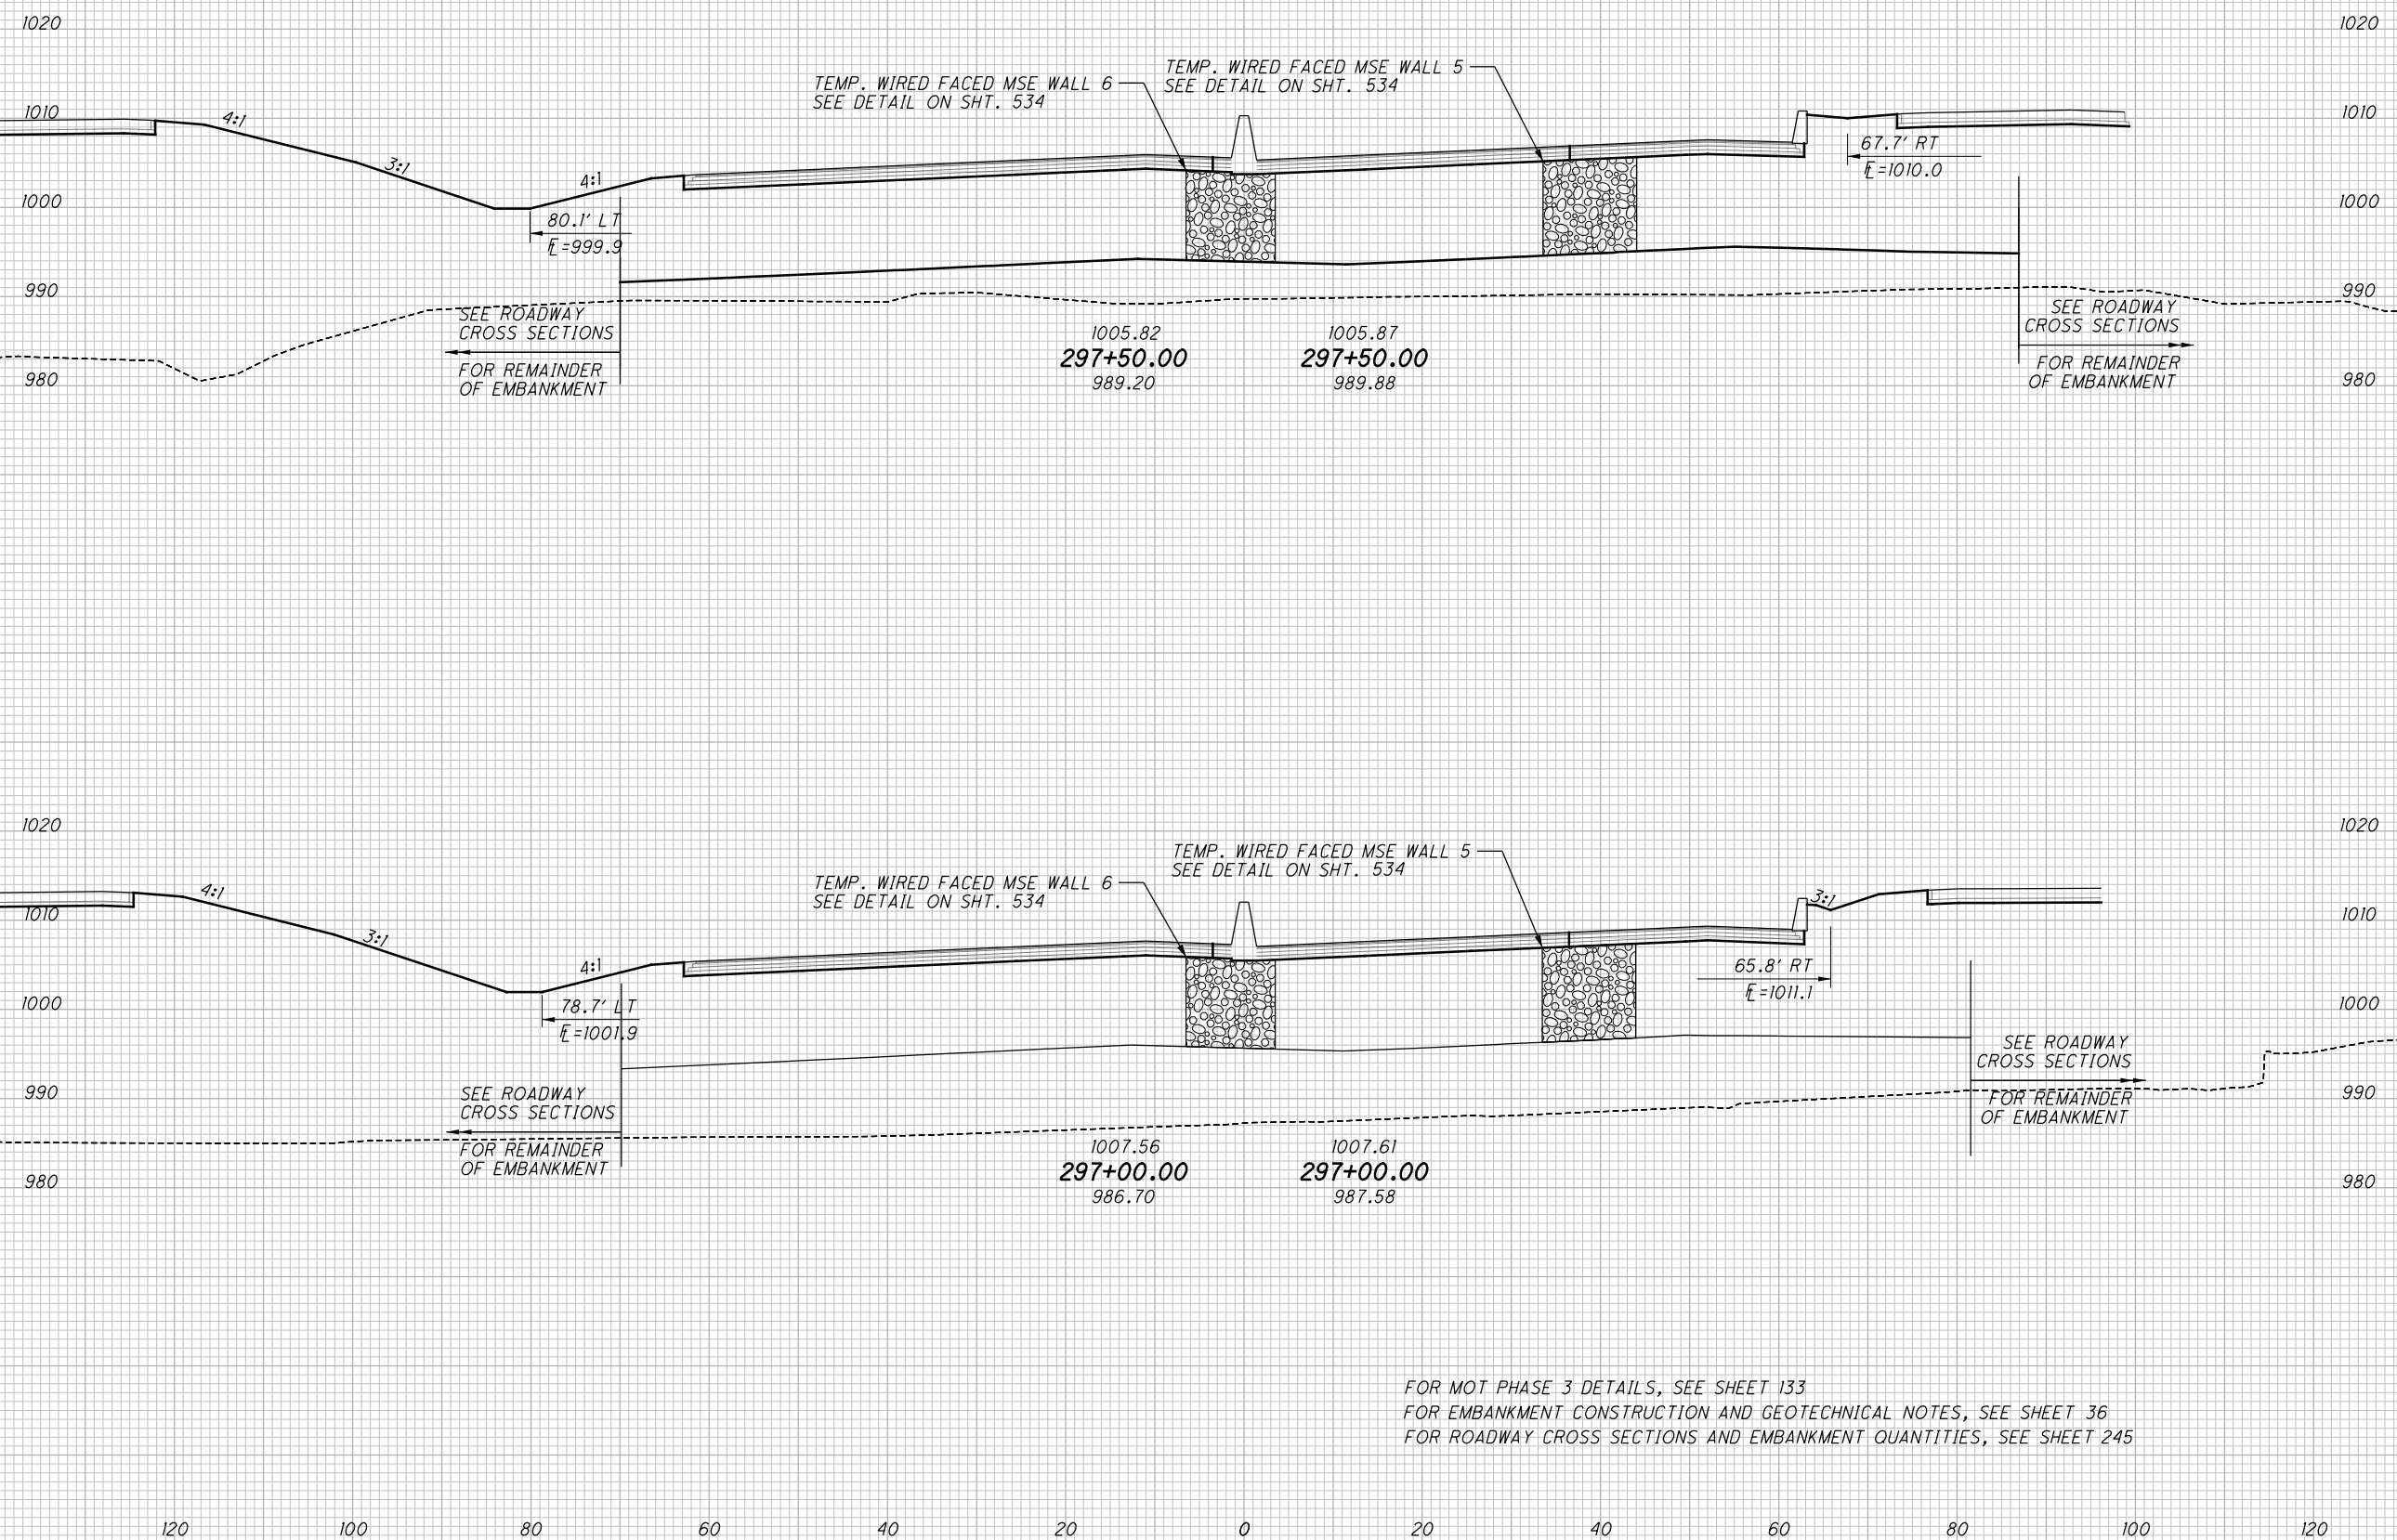 1020
1020
TEMP. WIRED FACED MSE WALL 6
SEE DETAIL ON SHT. 534
TEMP. WIRED FACED MSE WALL 5
SEE DETAIL ON SHT. 534
1010
1010
4:1
3:1
4:1
67.7' RT
FL=1010.0
1000
1000
80.1' LT
FL=999.9
990
990
SEE ROADWAY
CROSS SECTIONS
FOR REMAINDER
OF EMBANKMENT
1005.82
297+50.00
989.20
1005.87
297+50.00
989.88
SEE ROADWAY
CROSS SECTIONS
FOR REMAINDER
OF EMBANKMENT
980
980
1020
1020
TEMP. WIRED FACED MSE WALL 6
SEE DETAIL ON SHT. 534
TEMP. WIRED FACED MSE WALL 5
SEE DETAIL ON SHT. 534
4:1
3:1
1010
1010
3:1
4:1
65.8' RT
FL=1011.1
1000
1000
78.7' LT
FL=1001.9
SEE ROADWAY
CROSS SECTIONS
FOR REMAINDER
OF EMBANKMENT
990
990
SEE ROADWAY
CROSS SECTIONS
FOR REMAINDER
OF EMBANKMENT
1007.56
297+00.00
986.70
1007.61
297+00.00
987.58
980
980
FOR MOT PHASE 3 DETAILS, SEE SHEET 133
FOR EMBANKMENT CONSTRUCTION AND GEOTECHNICAL NOTES, SEE SHEET 36
FOR ROADWAY CROSS SECTIONS AND EMBANKMENT QUANTITIES, SEE SHEET 245
120 100 80 60 40 20 0 20 40 60 80 100 120